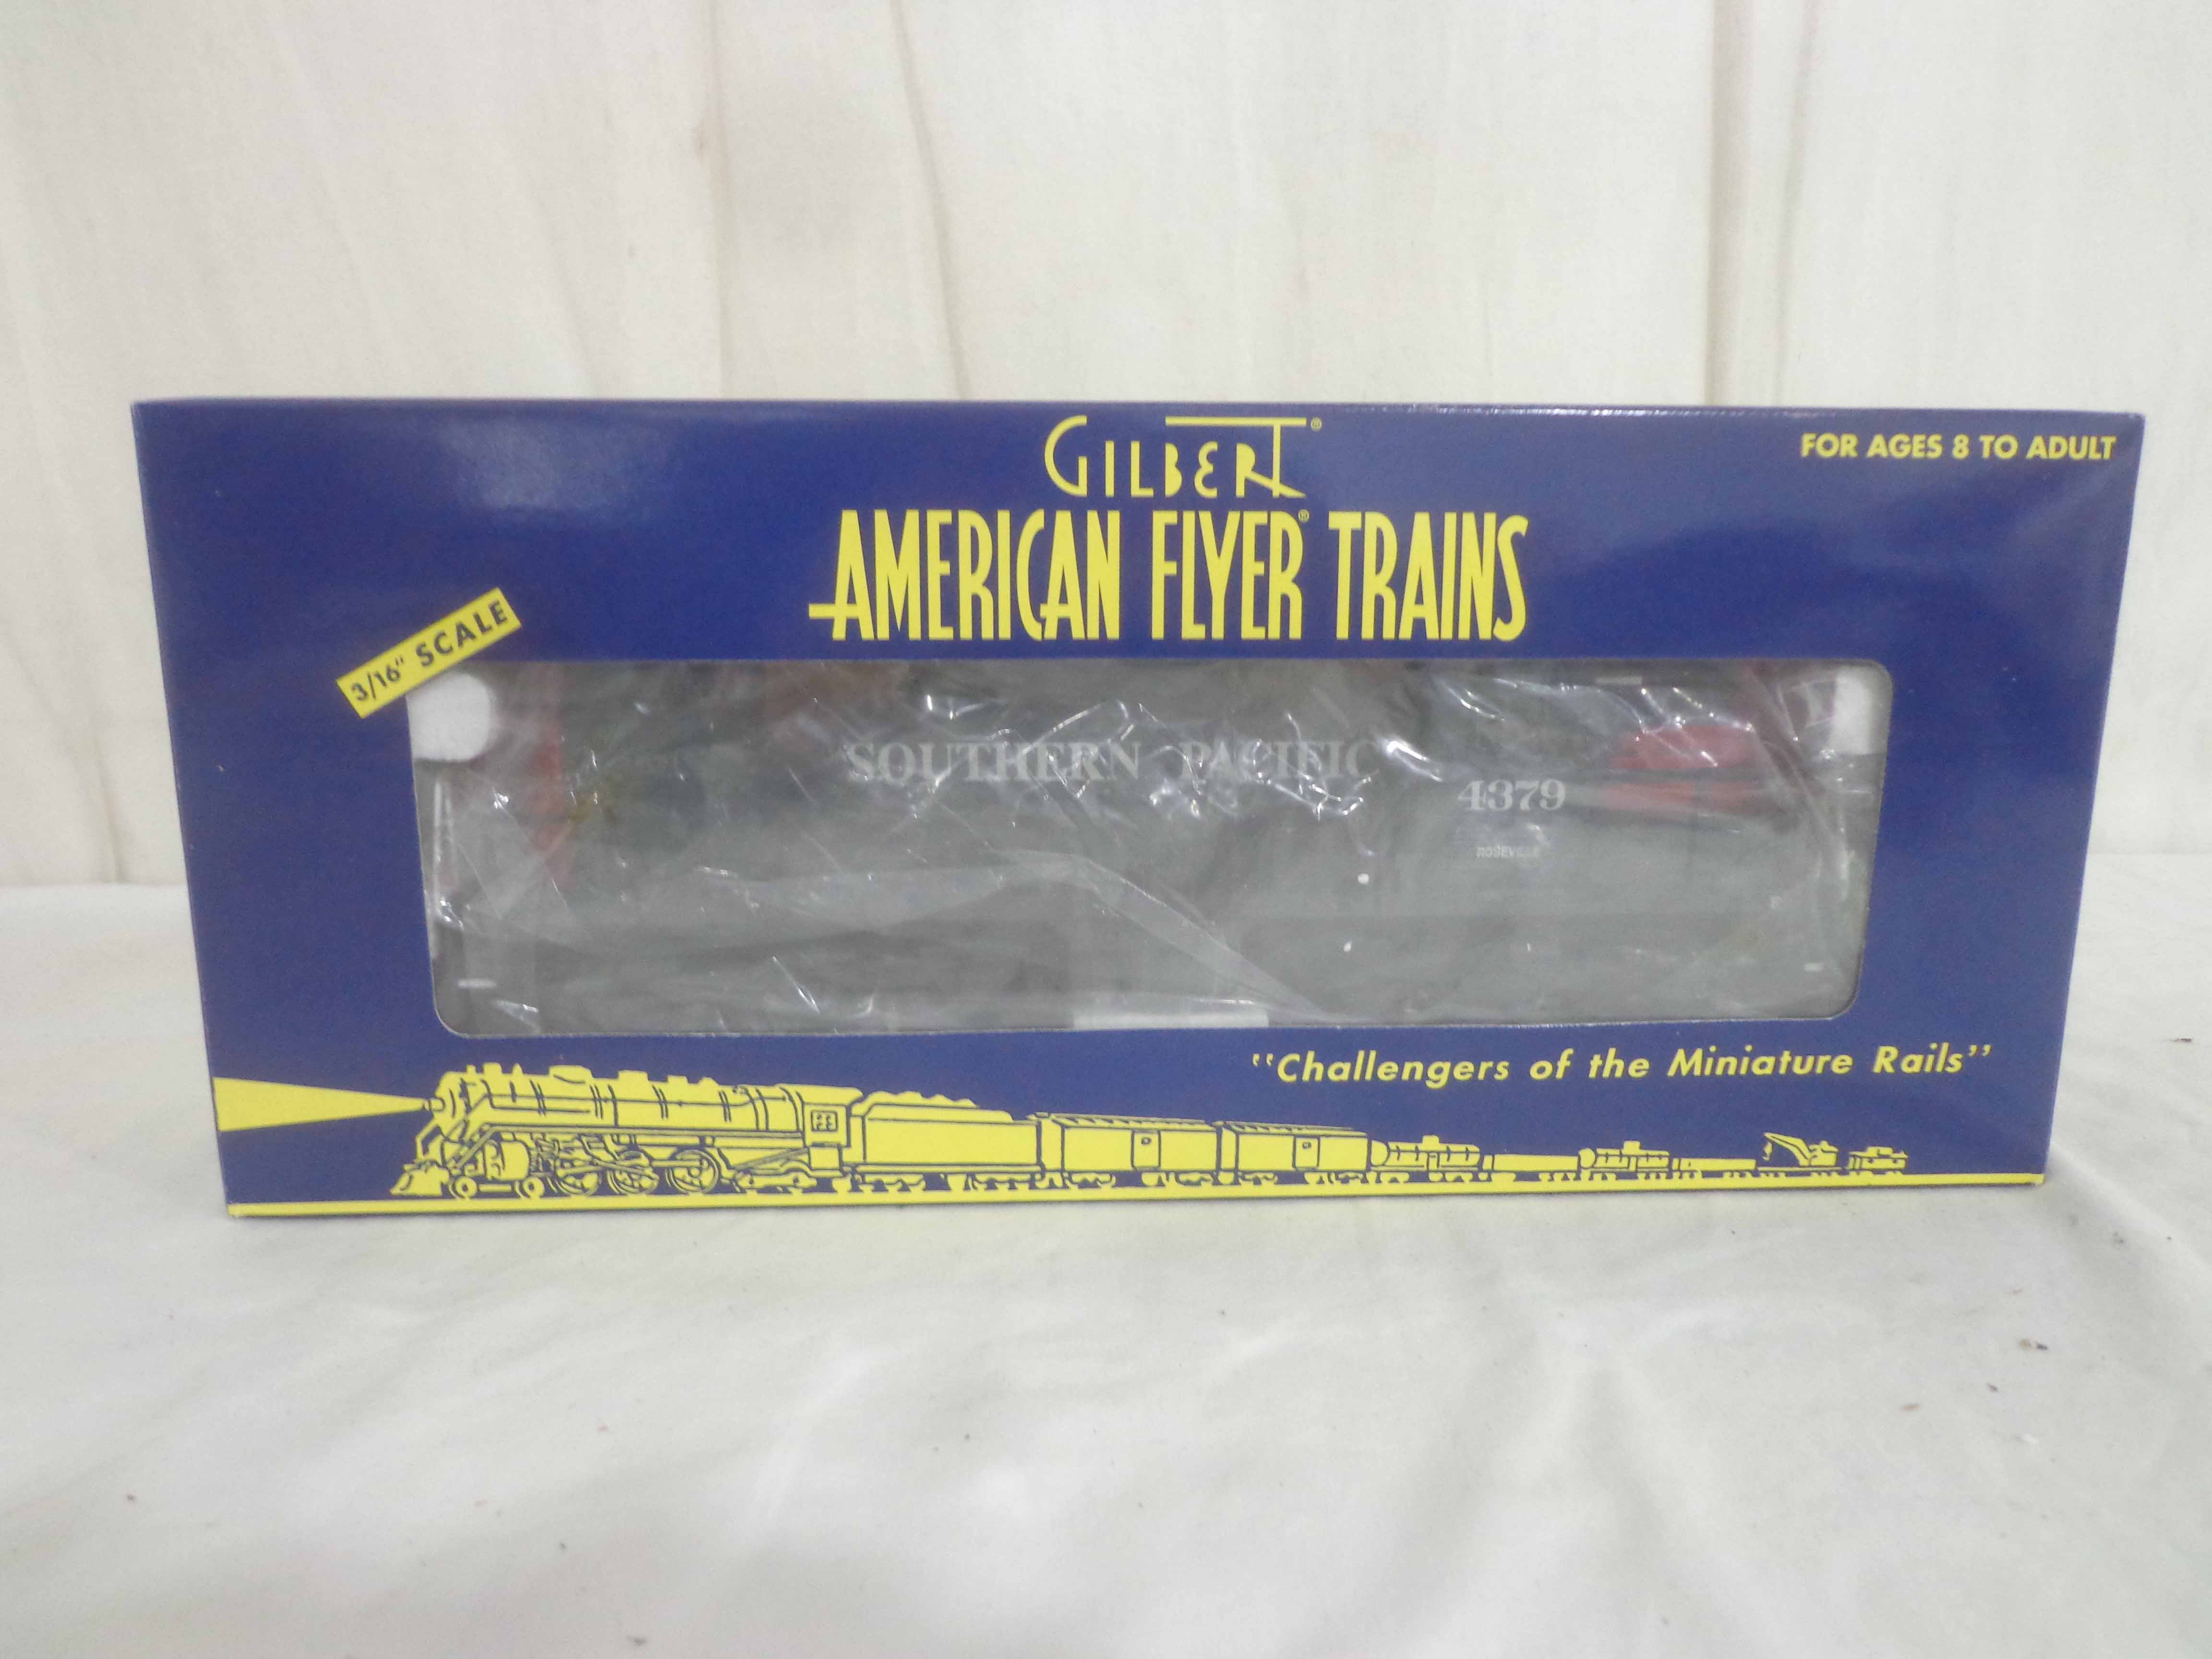 GILBERT®
FOR AGES 8 TO ADULT
AMERICAN FLYER® TRAINS
3/16" SCALE
SOUTHERN PACIFIC
4379
ROSEVILLE
"Challengers of the Miniature Rails"